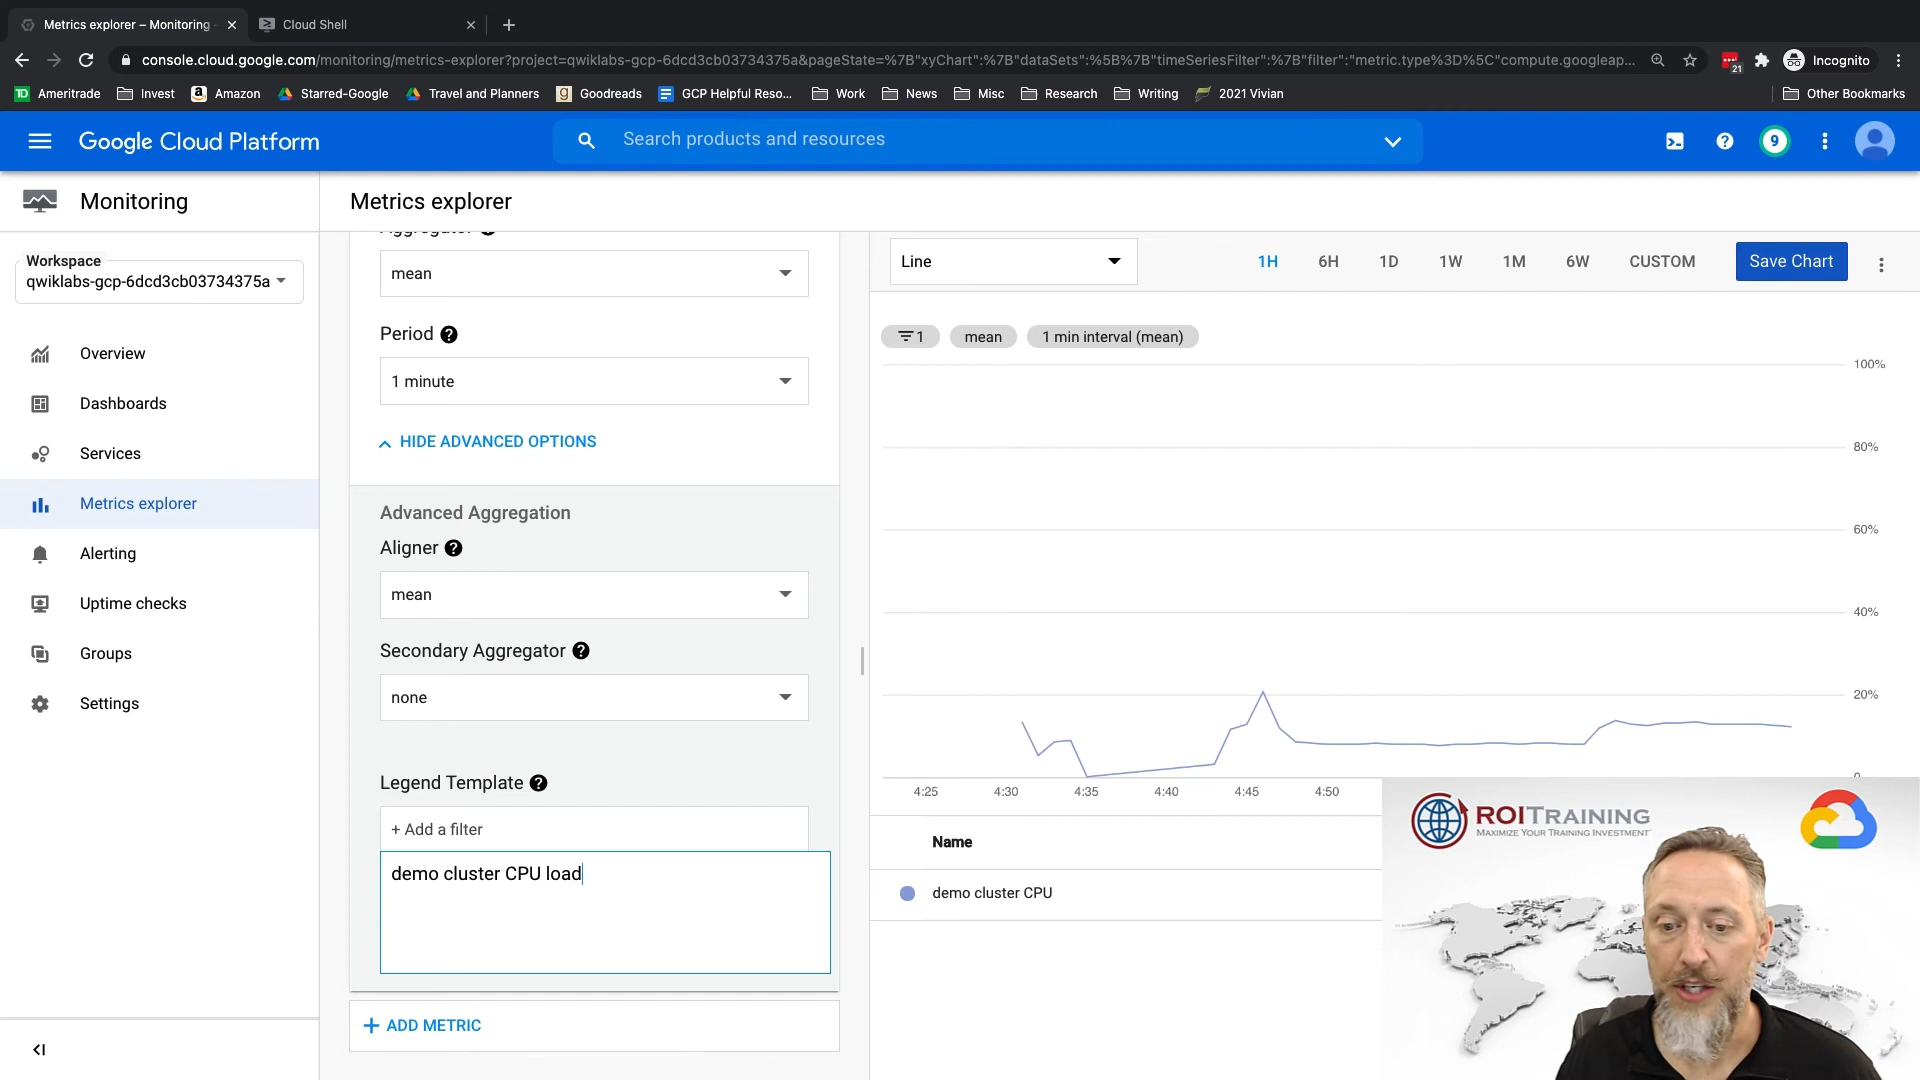 Metrics explorer – Monitoring -
Cloud Shell
console.cloud.google.com/monitoring/metrics-explorer?project=qwiklabs-gcp-6dcd3cb03734375a&pageState=%7B"xyChart":%7B"dataSets":%5B%7B"timeSeriesFilter":%7B"filter":"metric.type%3D%5C"compute.googleap...
21
Incognito
Ameritrade
Invest
Amazon
Starred-Google
Travel and Planners
Goodreads
GCP Helpful Reso...
Work
News
Misc
Research
Writing
2021 Vivian
Other Bookmarks
Google Cloud Platform
Search products and resources
9
Monitoring
Metrics explorer
Workspace
qwiklabs-gcp-6dcd3cb03734375a
Overview
Dashboards
Services
Metrics explorer
Alerting
Uptime checks
Groups
Settings
Aggregator
mean
Period
1 minute
HIDE ADVANCED OPTIONS
Advanced Aggregation
Aligner
mean
Secondary Aggregator
none
Legend Template
+ Add a filter
demo cluster CPU load
+ ADD METRIC
Line
1H
6H
1D
1W
1M
6W
CUSTOM
Save Chart
1
mean
1 min interval (mean)
100%
80%
60%
40%
20%
0
4:25
4:30
4:35
4:40
4:45
4:50
Name
demo cluster CPU
ROITRAINING
MAXIMIZE YOUR TRAINING INVESTMENT